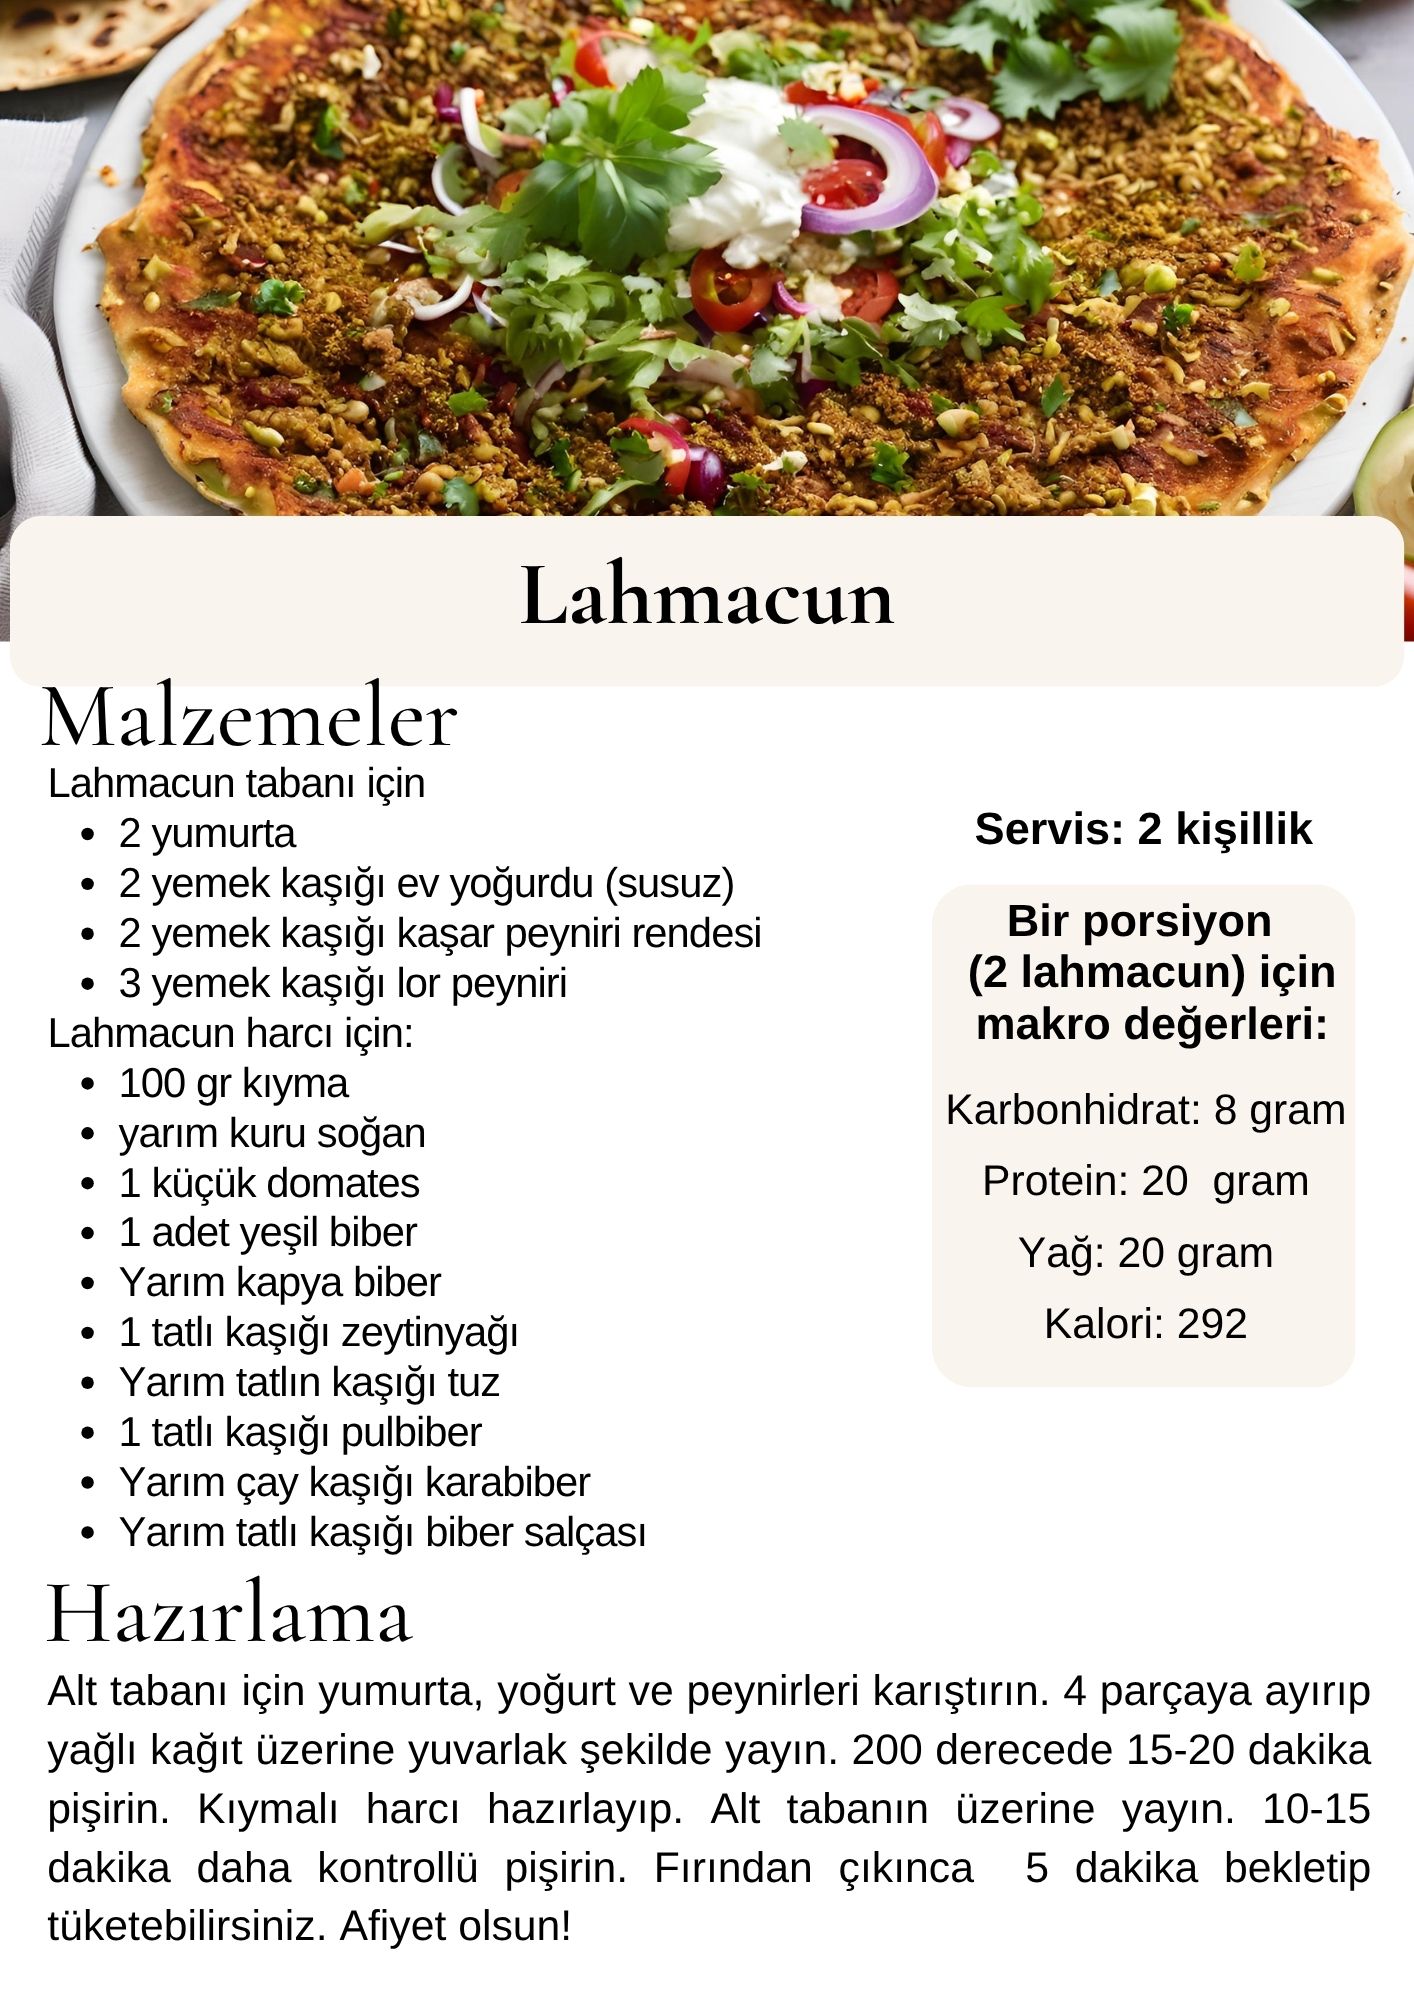 Lahmacun
Malzemeler
Lahmacun tabanı için
• 2 yumurta
• 2 yemek kaşığı ev yoğurdu (susuz)
• 2 yemek kaşığı kaşar peyniri rendesi
• 3 yemek kaşığı lor peyniri
Lahmacun harcı için:
• 100 gr kıyma
• yarım kuru soğan
• 1 küçük domates
• 1 adet yeşil biber
• Yarım kapya biber
• 1 tatlı kaşığı zeytinyağı
• Yarım tatlın kaşığı tuz
• 1 tatlı kaşığı pulbiber
• Yarım çay kaşığı karabiber
• Yarım tatlı kaşığı biber salçası
Servis: 2 kişillik
Bir porsiyon
(2 lahmacun) için
makro değerleri:
Karbonhidrat: 8 gram
Protein: 20 gram
Yağ: 20 gram
Kalori: 292
Hazırlama
Alt tabanı için yumurta, yoğurt ve peynirleri karıştırın. 4 parçaya ayırıp
yağlı kağıt üzerine yuvarlak şekilde yayın. 200 derecede 15-20 dakika
pişirin. Kıymalı harcı hazırlayıp. Alt tabanın üzerine yayın. 10-15
dakika daha kontrollü pişirin. Fırından çıkınca 5 dakika bekletip
tüketebilirsiniz. Afiyet olsun!